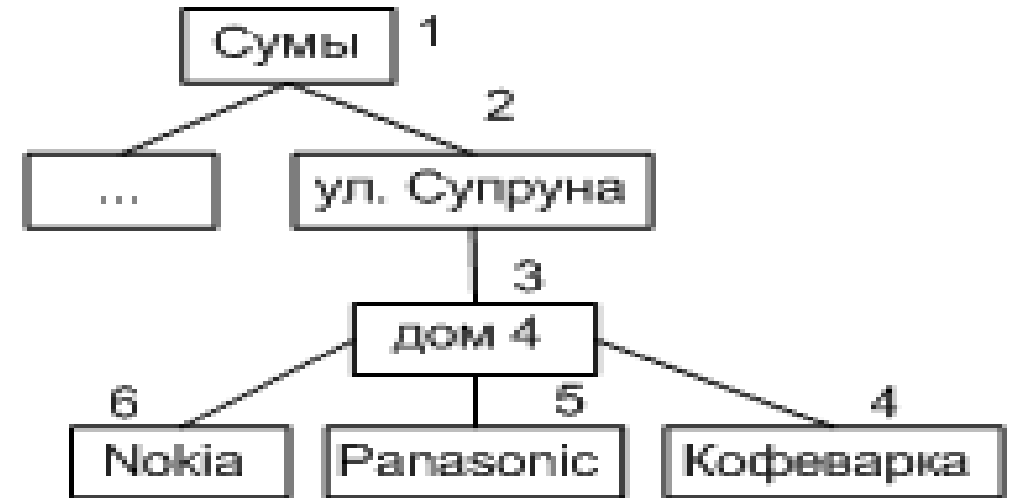 Сумы 1
2
... ул. Супруна
3
дом 4
6 5 4
Nokia Panasonic Кофеварка